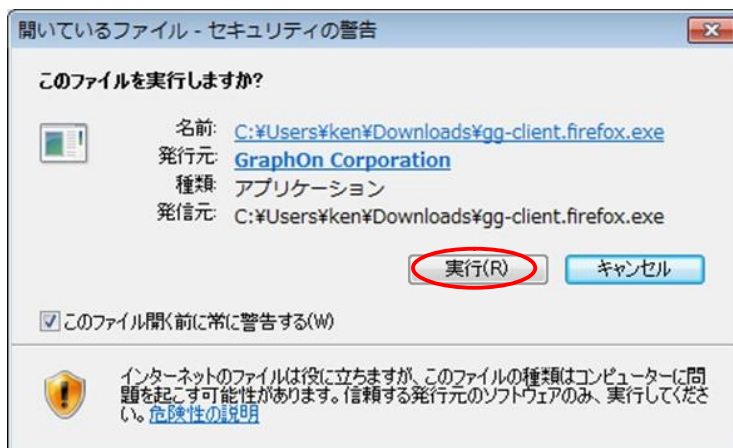 開いているファイル - セキュリティの警告
このファイルを実行しますか?
名前: C:¥Users¥ken¥Downloads¥gg-client.firefox.exe
発行元: GraphOn Corporation
種類: アプリケーション
発信元: C:¥Users¥ken¥Downloads¥gg-client.firefox.exe
実行(R) キャンセル
このファイル開く前に常に警告する(W)
インターネットのファイルは役に立ちますが、このファイルの種類はコンピューターに問
題を起こす可能性があります。信頼する発行元のソフトウェアのみ、実行してくださ
い。危険性の説明